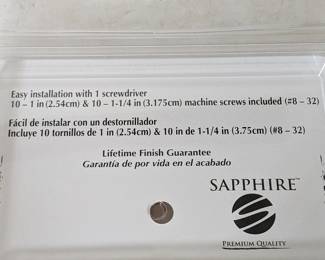 Easy installation with 1 screwdriver
10 – 1 in (2.54cm) & 10 – 1-1/4 in (3.175cm) machine screws included (#8 – 32)
Fácil de instalar con un destornillador
Incluye 10 tornillos de 1 in (2.54cm) & 10 in de 1-1/4 in (3.75cm) (#8 – 32)
Lifetime Finish Guarantee
Garantía de por vida en el acabado
SAPPHIRE™
PREMIUM QUALITY